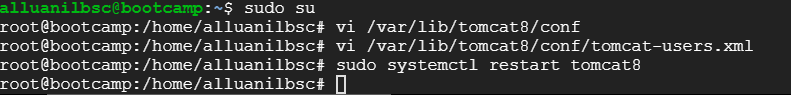 alluanilbsc@bootcamp:~$ sudo su
root@bootcamp:/home/alluanilbsc# vi /var/lib/tomcat8/conf
root@bootcamp:/home/alluanilbsc# vi /var/lib/tomcat8/conf/tomcat-users.xml
root@bootcamp:/home/alluanilbsc# sudo systemctl restart tomcat8
root@bootcamp:/home/alluanilbsc#